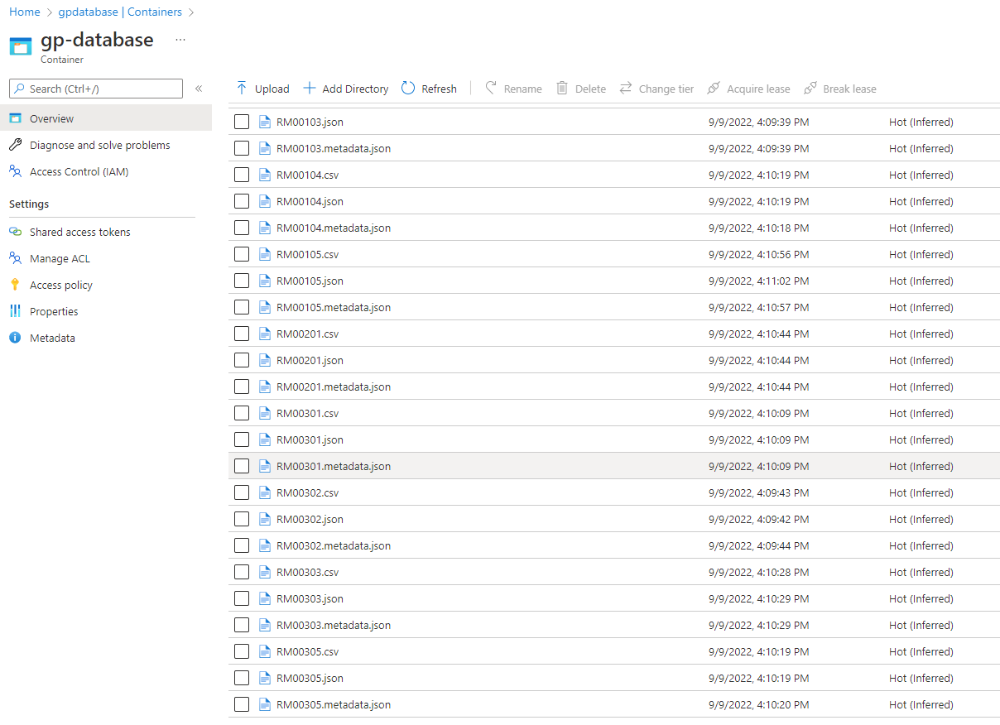 Home > gpdatabase | Containers >
gp-database ...
Container
Search (Ctrl+/) «
Overview
Diagnose and solve problems
Access Control (IAM)
Settings
Shared access tokens
Manage ACL
Access policy
Properties
Metadata
Upload Add Directory Refresh Rename Delete Change tier Acquire lease Break lease
RM00103.json 9/9/2022, 4:09:39 PM Hot (Inferred)
RM00103.metadata.json 9/9/2022, 4:09:39 PM Hot (Inferred)
RM00104.csv 9/9/2022, 4:10:19 PM Hot (Inferred)
RM00104.json 9/9/2022, 4:10:19 PM Hot (Inferred)
RM00104.metadata.json 9/9/2022, 4:10:18 PM Hot (Inferred)
RM00105.csv 9/9/2022, 4:10:56 PM Hot (Inferred)
RM00105.json 9/9/2022, 4:11:02 PM Hot (Inferred)
RM00105.metadata.json 9/9/2022, 4:10:57 PM Hot (Inferred)
RM00201.csv 9/9/2022, 4:10:44 PM Hot (Inferred)
RM00201.json 9/9/2022, 4:10:44 PM Hot (Inferred)
RM00201.metadata.json 9/9/2022, 4:10:44 PM Hot (Inferred)
RM00301.csv 9/9/2022, 4:10:09 PM Hot (Inferred)
RM00301.json 9/9/2022, 4:10:09 PM Hot (Inferred)
RM00301.metadata.json 9/9/2022, 4:10:09 PM Hot (Inferred)
RM00302.csv 9/9/2022, 4:09:43 PM Hot (Inferred)
RM00302.json 9/9/2022, 4:09:42 PM Hot (Inferred)
RM00302.metadata.json 9/9/2022, 4:09:44 PM Hot (Inferred)
RM00303.csv 9/9/2022, 4:10:28 PM Hot (Inferred)
RM00303.json 9/9/2022, 4:10:29 PM Hot (Inferred)
RM00303.metadata.json 9/9/2022, 4:10:29 PM Hot (Inferred)
RM00305.csv 9/9/2022, 4:10:19 PM Hot (Inferred)
RM00305.json 9/9/2022, 4:10:19 PM Hot (Inferred)
RM00305.metadata.json 9/9/2022, 4:10:20 PM Hot (Inferred)